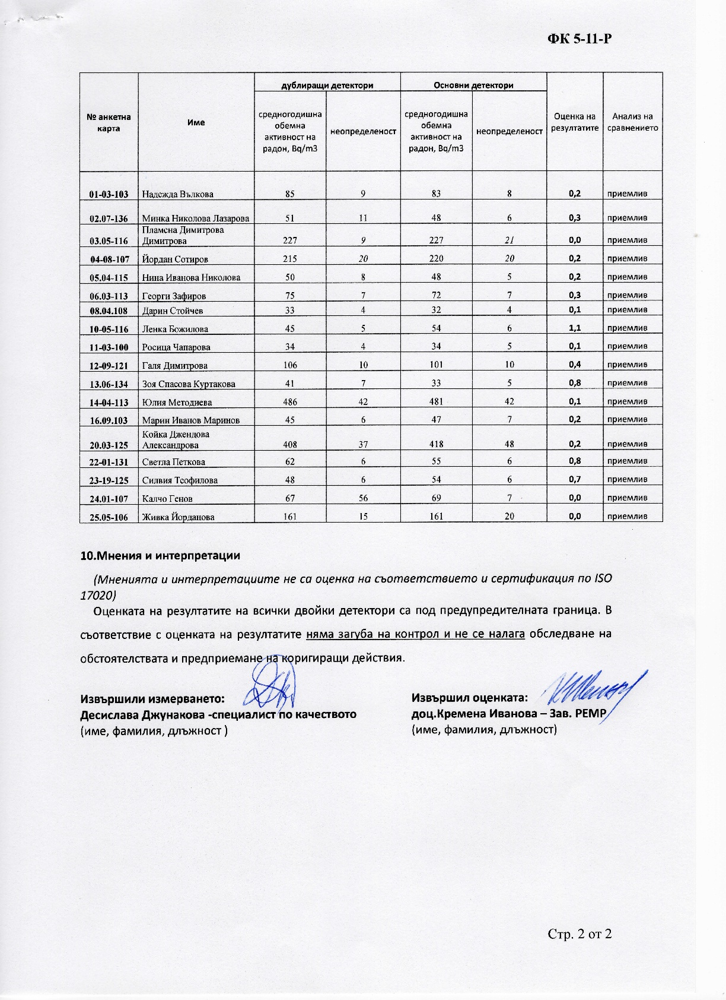 ФК 5-11-Р
№ анкетна карта | Име | дублиращи детектори | Основни детектори | Оценка на резултатите | Анализ на сравнението
средногодишна обемна активност на радон, Bq/m3 | неопределеност | средногодишна обемна активност на радон, Bq/m3 | неопределеност
01-03-103 Надежда Вълкова 85 9 83 8 0,2 приемлив
02.07-136 Минка Николова Лазарова 51 11 48 6 0,3 приемлив
03.05-116 Пламена Димитрова Димитрова 227 9 227 21 0,0 приемлив
04-08-107 Йордан Сотиров 215 20 220 20 0,2 приемлив
05.04-115 Нина Иванова Николова 50 8 48 5 0,2 приемлив
06.03-113 Георги Зафиров 75 7 72 7 0,3 приемлив
08.04.108 Дарин Стойчев 33 4 32 4 0,1 приемлив
10-05-116 Ленка Божилова 45 5 54 6 1,1 приемлив
11-03-100 Росица Чапарова 34 4 34 5 0,1 приемлив
12-09-121 Галя Димитрова 106 10 101 10 0,4 приемлив
13.06-134 Зоя Спасова Куртакова 41 7 33 5 0,8 приемлив
14-04-113 Юлия Методиева 486 42 481 42 0,1 приемлив
16.09.103 Марин Иванов Маринов 45 6 47 7 0,2 приемлив
20.03-125 Койка Джендова Александрова 408 37 418 48 0,2 приемлив
22-01-131 Светла Петкова 62 6 55 6 0,8 приемлив
23-19-125 Силвия Теофилова 48 6 54 6 0,7 приемлив
24.01-107 Калчо Генов 67 56 69 7 0,0 приемлив
25.05-106 Живка Йорданова 161 15 161 20 0,0 приемлив
10.Мнения и интерпретации
(Мненията и интерпретациите не са оценка на съответствието и сертификация по ISO
17020)
Оценката на резултатите на всички двойки детектори са под предупредителната граница. В
съответствие с оценката на резултатите няма загуба на контрол и не се налага обследване на
обстоятелствата и предприемане на коригиращи действия.
Извършили измерването:
Десислава Джунакова -специалист по качеството
(име, фамилия, длъжност )
Извършил оценката:
доц.Кремена Иванова – Зав. РЕМР
(име, фамилия, длъжност)
Стр. 2 от 2